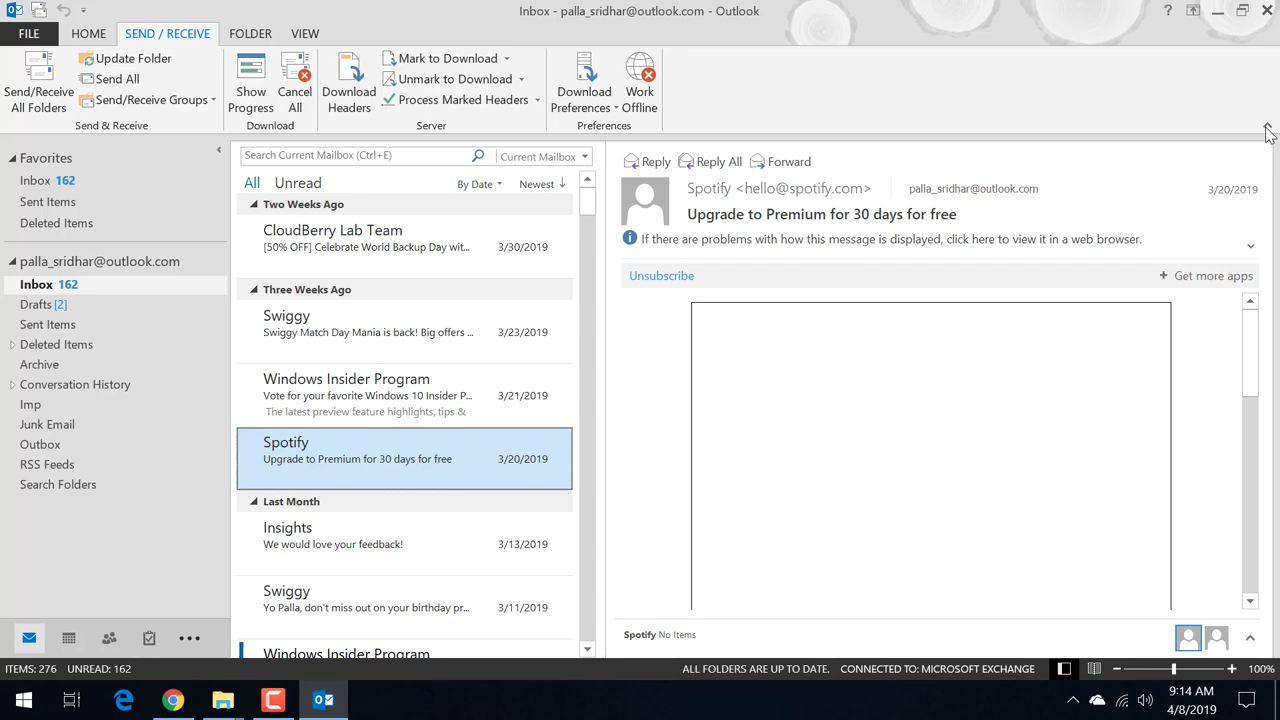 Inbox - palla_sridhar@outlook.com - Outlook
FILE HOME SEND / RECEIVE FOLDER VIEW
Send/Receive All Folders
Update Folder
Send All
Send/Receive Groups
Send & Receive
Show Progress
Cancel All
Download
Download Headers
Mark to Download
Unmark to Download
Process Marked Headers
Server
Download Preferences
Work Offline
Preferences
Favorites
Inbox 162
Sent Items
Deleted Items
palla_sridhar@outlook.com
Inbox 162
Drafts [2]
Sent Items
Deleted Items
Archive
Conversation History
Imp
Junk Email
Outbox
RSS Feeds
Search Folders
Search Current Mailbox (Ctrl+E)
Current Mailbox
All Unread By Date Newest ↓
Two Weeks Ago
CloudBerry Lab Team
[50% OFF] Celebrate World Backup Day wit... 3/30/2019
Three Weeks Ago
Swiggy
Swiggy Match Day Mania is back! Big offers ... 3/23/2019
Windows Insider Program
Vote for your favorite Windows 10 Insider P... 3/21/2019
The latest preview feature highlights, tips &
Spotify
Upgrade to Premium for 30 days for free 3/20/2019
Last Month
Insights
We would love your feedback! 3/13/2019
Swiggy
Yo Palla, don't miss out on your birthday pr... 3/11/2019
Windows Insider Program
Reply Reply All Forward
Spotify <hello@spotify.com> palla_sridhar@outlook.com 3/20/2019
Upgrade to Premium for 30 days for free
If there are problems with how this message is displayed, click here to view it in a web browser.
Unsubscribe + Get more apps
Spotify No Items
ITEMS: 276 UNREAD: 162 ALL FOLDERS ARE UP TO DATE. CONNECTED TO: MICROSOFT EXCHANGE 100%
9:14 AM
4/8/2019